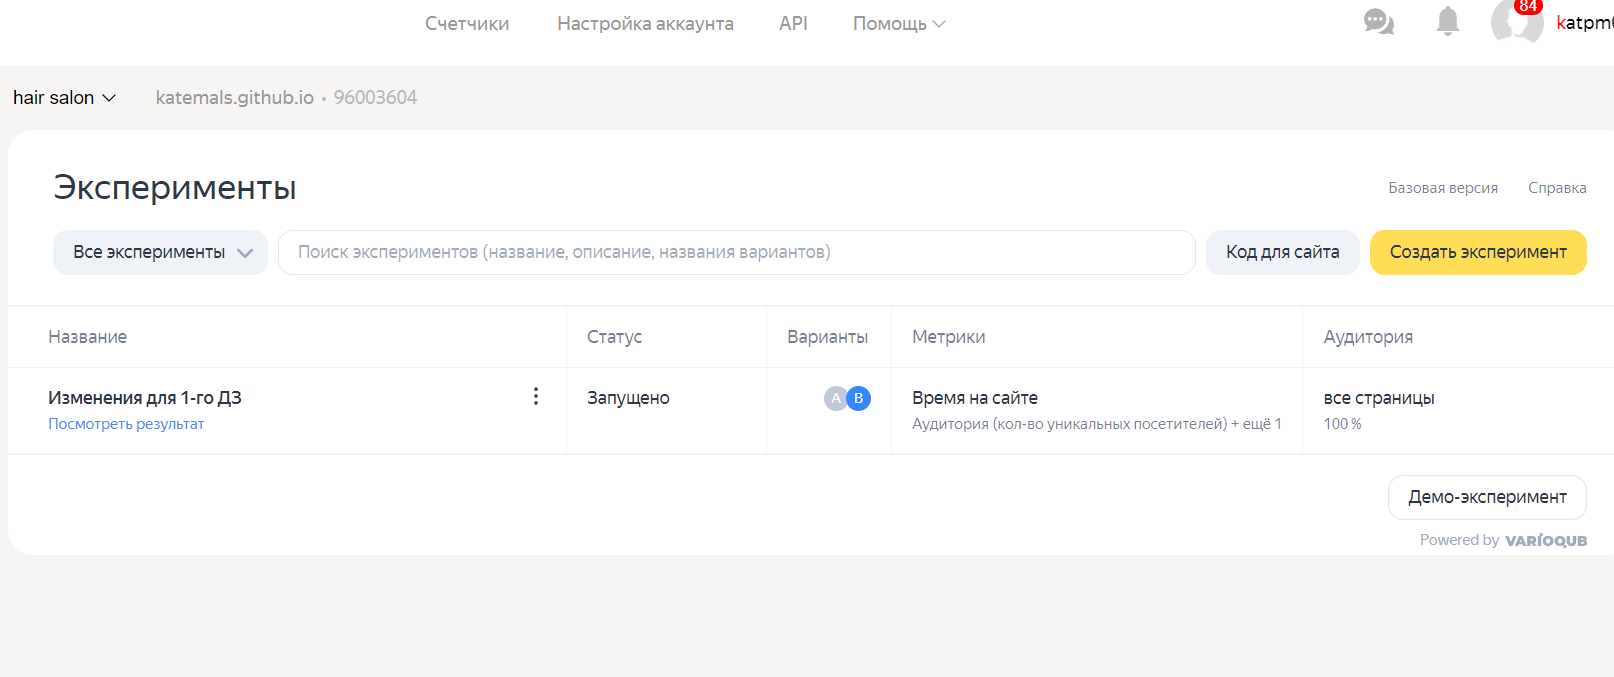 Счетчики Настройка аккаунта API Помощь 84 katpm
hair salon katemals.github.io • 96003604
Эксперименты
Базовая версия Справка
Все эксперименты Поиск экспериментов (название, описание, названия вариантов) Код для сайта Создать эксперимент
Название Статус Варианты Метрики Аудитория
Изменения для 1-го ДЗ Запущено A B Время на сайте все страницы
Посмотреть результат Аудитория (кол-во уникальных посетителей) + ещё 1 100 %
Демо-эксперимент
Powered by VARIOQUB